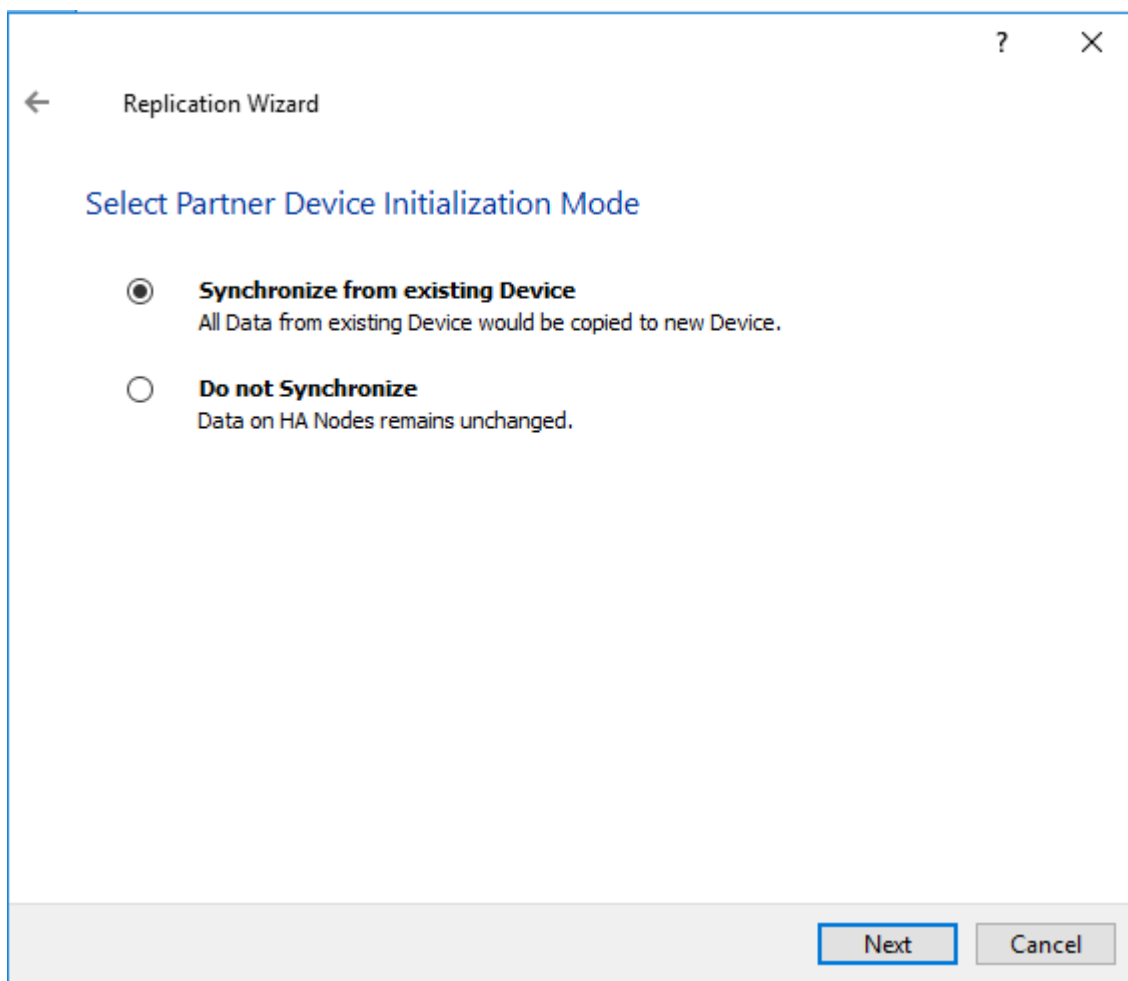 ?
Replication Wizard
Select Partner Device Initialization Mode
Synchronize from existing Device
All Data from existing Device would be copied to new Device.
Do not Synchronize
Data on HA Nodes remains unchanged.
Next Cancel